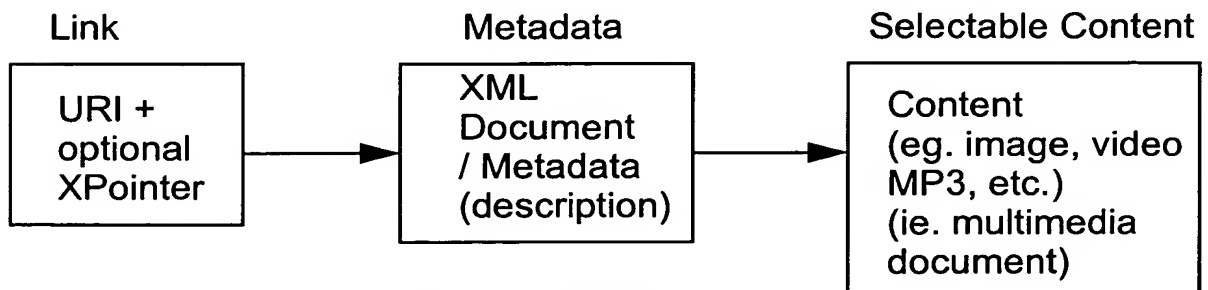 Link
URI +
optional
XPointer
Metadata
XML
Document
/ Metadata
(description)
Selectable Content
Content
(eg. image, video
MP3, etc.)
(ie. multimedia
document)